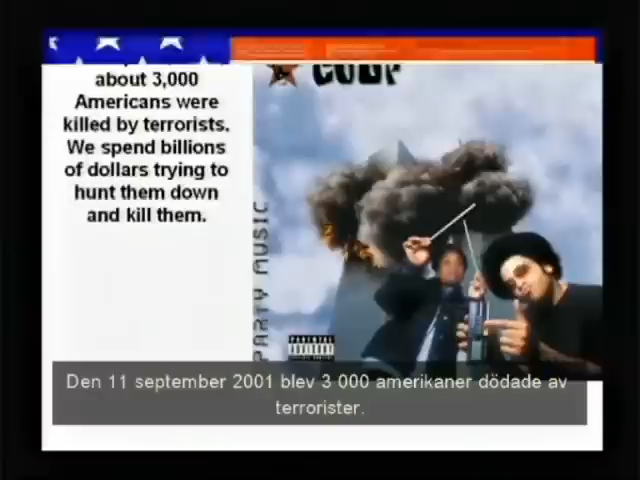 about 3,000
Americans were
killed by terrorists.
We spend billions
of dollars trying to
hunt them down
and kill them.
COUP
PARTY MUSIC
PARENTAL
Den 11 september 2001 blev 3 000 amerikaner dödade av
terrorister.